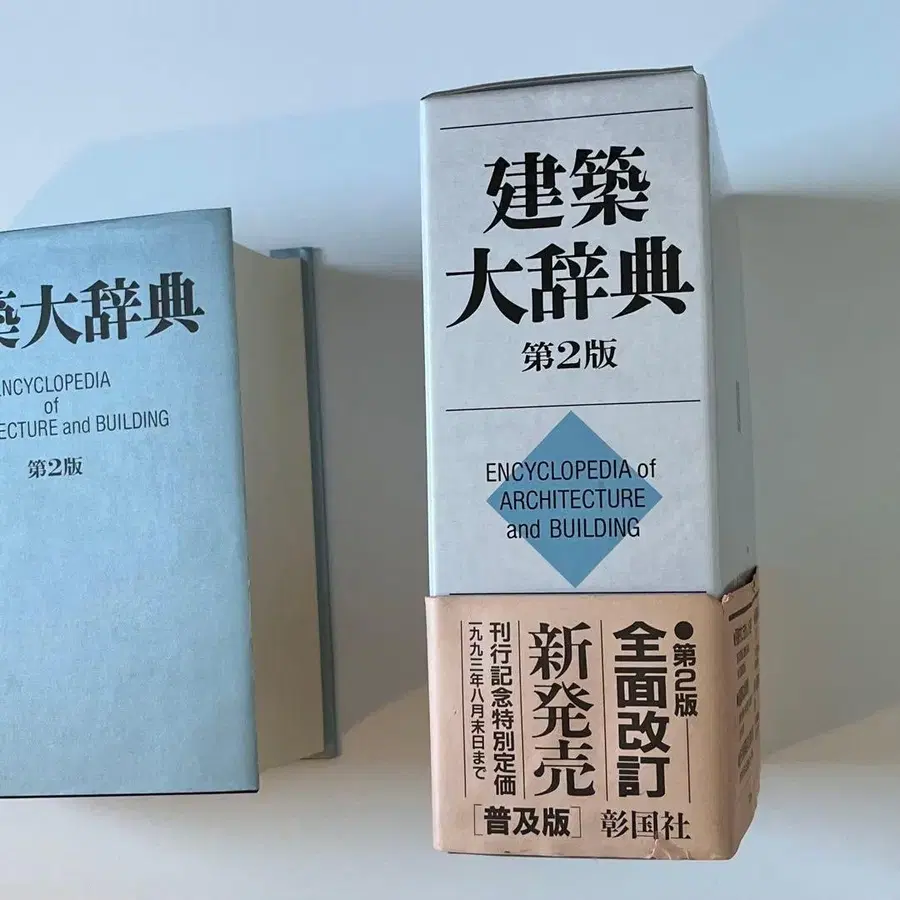 築大辞典
ENCYCLOPEDIA
of
ECTURE and BUILDING
第2版
建築
大辞典
第2版
ENCYCLOPEDIA of
ARCHITECTURE
and BUILDING
●第2版
全面改訂
新発売
刊行記念特別定価
一九九三年八月末日まで
[普及版] 彰国社